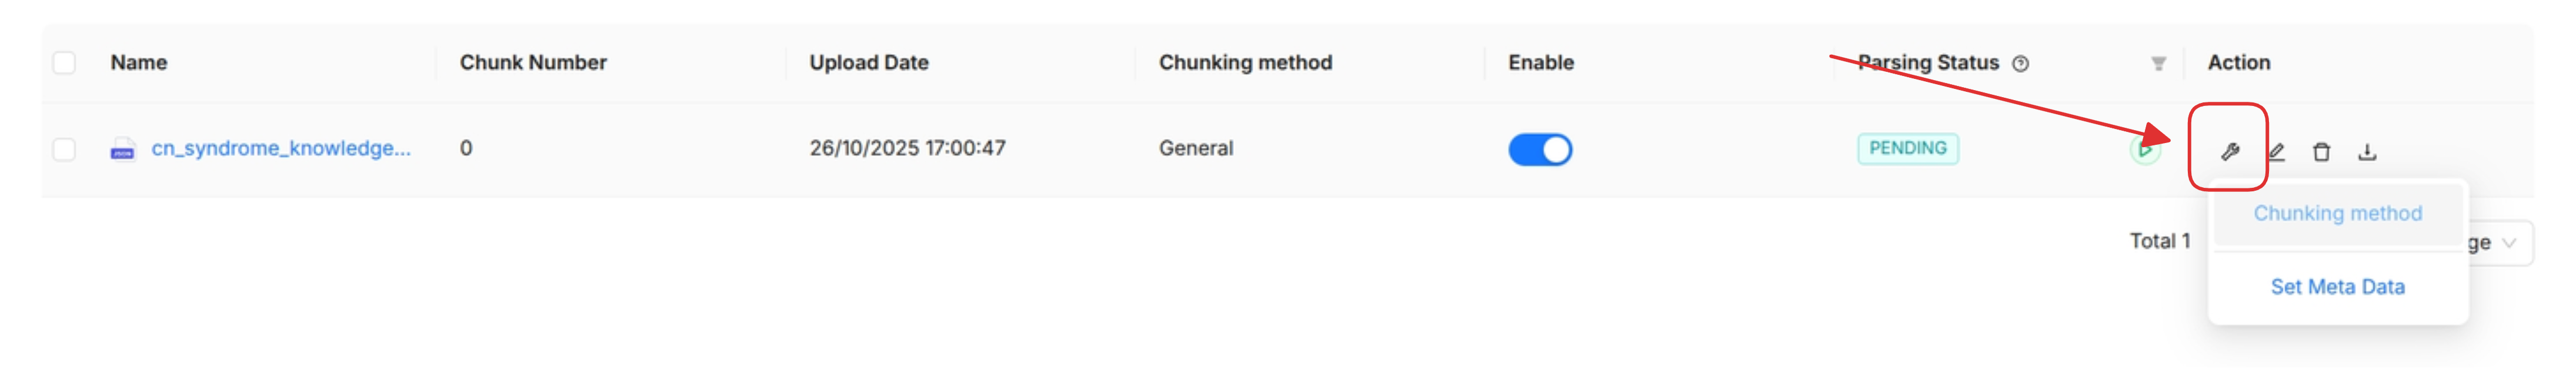 Name Chunk Number Upload Date Chunking method Enable Parsing Status Action
JSON cn_syndrome_knowledge... 0 26/10/2025 17:00:47 General PENDING
Chunking method
Total 1 ge
Set Meta Data